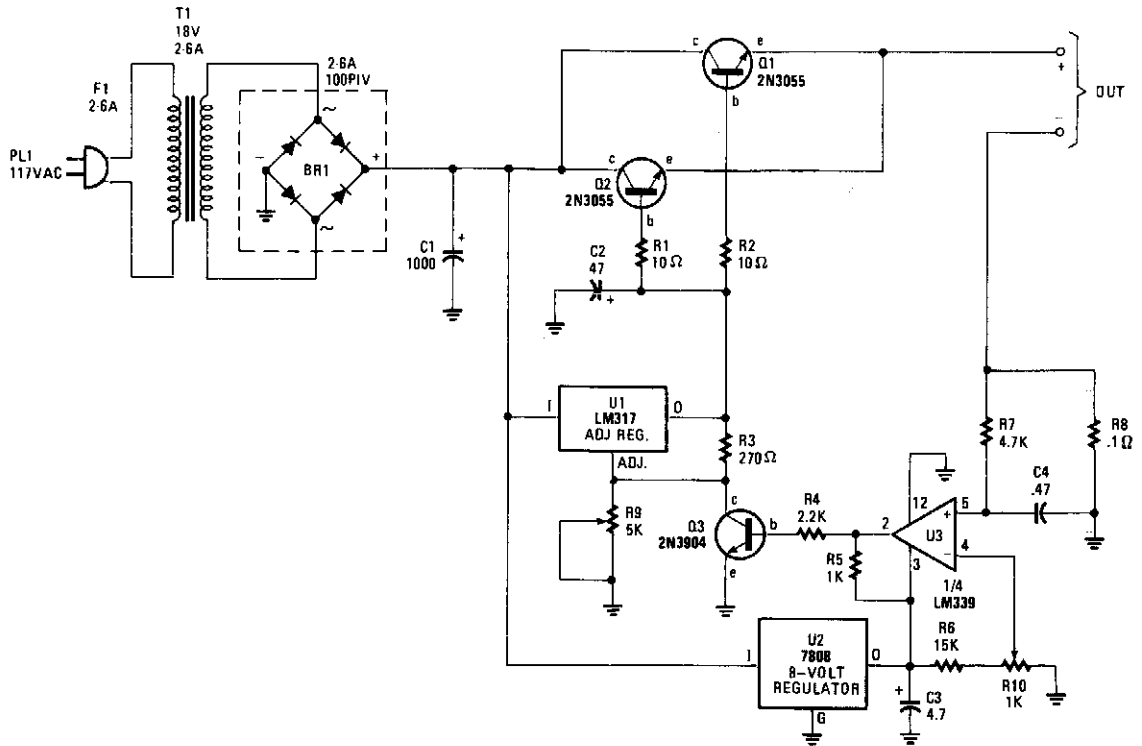 T1
18V
2·6A
F1
2·6A
PL1
117VAC
2·6A
100PIV
~
-
BR1
+
~
C1
1000
+
c
e
Q1
2N3055
b
+
-
OUT
c
e
Q2
2N3055
b
C2
47
+
R1
10Ω
R2
10Ω
I
U1
LM317
ADJ REG.
O
ADJ.
R3
270Ω
R9
5K
c
Q3
2N3904
b
e
R4
2.2K
R5
1K
2
12
3
U3
+
-
5
4
1/4
LM339
R7
4.7K
R8
.1Ω
C4
.47
I
U2
7808
8-VOLT
REGULATOR
O
G
+
C3
4.7
R6
15K
R10
1K